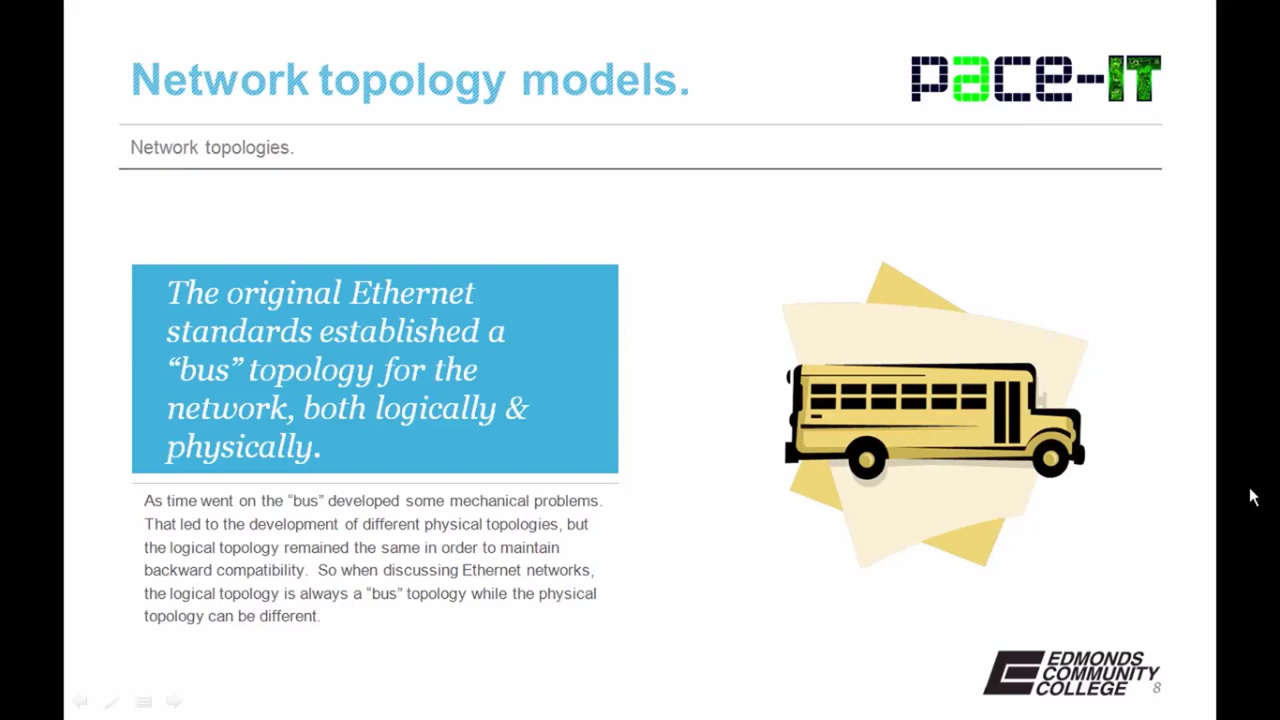 Network topology models.
pace-IT
Network topologies.
The original Ethernet
standards established a
“bus” topology for the
network, both logically &
physically.
As time went on the “bus” developed some mechanical problems.
That led to the development of different physical topologies, but
the logical topology remained the same in order to maintain
backward compatibility.  So when discussing Ethernet networks,
the logical topology is always a “bus” topology while the physical
topology can be different.
EDMONDS
COMMUNITY
COLLEGE
8